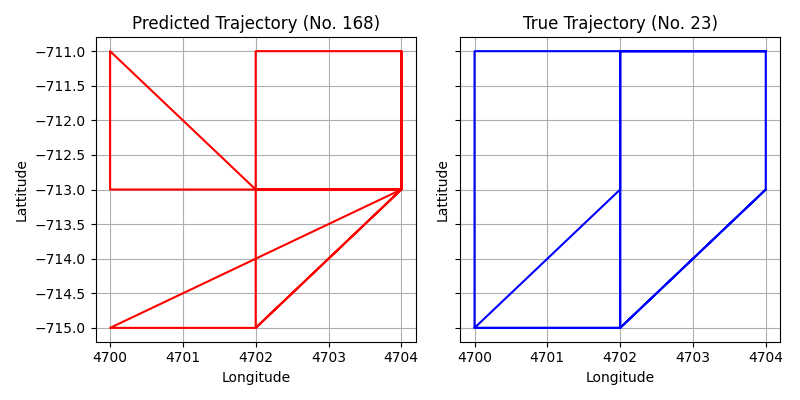 Predicted Trajectory (No. 168)
True Trajectory (No. 23)
Lattitude
−711.0
−711.5
−712.0
−712.5
−713.0
−713.5
−714.0
−714.5
−715.0
Lattitude
4700 4701 4702 4703 4704
4700 4701 4702 4703 4704
Longitude
Longitude